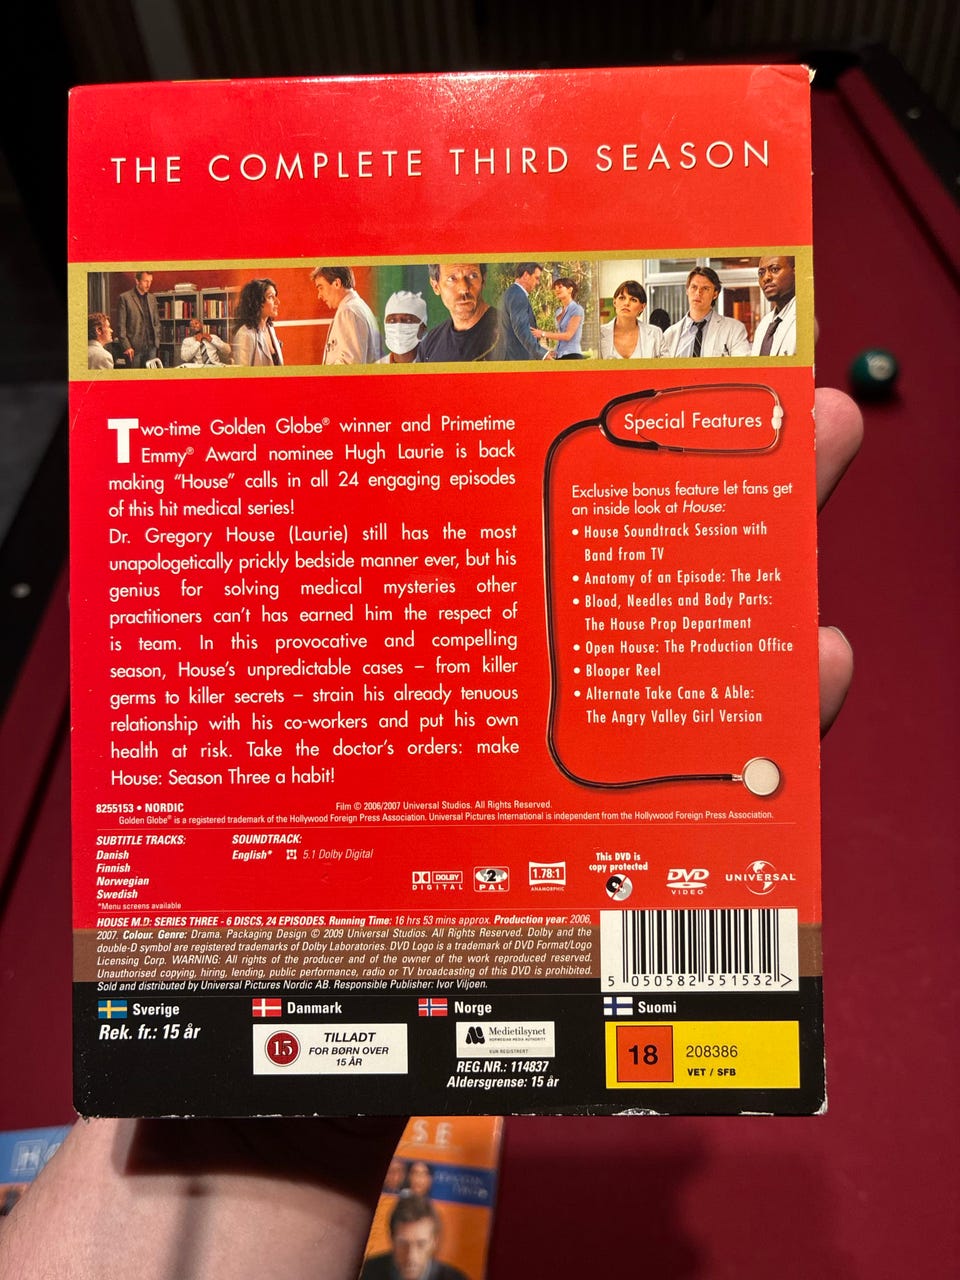 THE COMPLETE THIRD SEASON
Two-time Golden Globe® winner and Primetime
Emmy® Award nominee Hugh Laurie is back
making "House" calls in all 24 engaging episodes
of this hit medical series!
Dr. Gregory House (Laurie) still has the most
unapologetically prickly bedside manner ever, but his
genius for solving medical mysteries other
practitioners can't has earned him the respect of
is team. In this provocative and compelling
season, House's unpredictable cases – from killer
germs to killer secrets – strain his already tenuous
relationship with his co-workers and put his own
health at risk. Take the doctor's orders: make
House: Season Three a habit!
Special Features
Exclusive bonus feature let fans get
an inside look at House:
• House Soundtrack Session with
Band from TV
• Anatomy of an Episode: The Jerk
• Blood, Needles and Body Parts:
The House Prop Department
• Open House: The Production Office
• Blooper Reel
• Alternate Take Cane & Able:
The Angry Valley Girl Version
8255153 • NORDIC
Film © 2006/2007 Universal Studios. All Rights Reserved.
Golden Globe® is a registered trademark of the Hollywood Foreign Press Association. Universal Pictures International is independent from the Hollywood Foreign Press Association.
SUBTITLE TRACKS:
Danish
Finnish
Norwegian
Swedish
*Menu screens available
SOUNDTRACK:
English* 5.1 Dolby Digital
DOLBY
DIGITAL
2
PAL
1.78:1
ANAMORPHIC
This DVD is
copy protected
DVD
VIDEO
UNIVERSAL
HOUSE M.D: SERIES THREE - 6 DISCS, 24 EPISODES. Running Time: 16 hrs 53 mins approx. Production year: 2006,
2007. Colour. Genre: Drama. Packaging Design © 2009 Universal Studios. All Rights Reserved. Dolby and the
double-D symbol are registered trademarks of Dolby Laboratories. DVD Logo is a trademark of DVD Format/Logo
Licensing Corp. WARNING: All rights of the producer and of the owner of the work reproduced reserved.
Unauthorised copying, hiring, lending, public performance, radio or TV broadcasting of this DVD is prohibited.
Sold and distributed by Universal Pictures Nordic AB. Responsible Publisher: Ivor Viljoen.
5 050582 551532 >
Sverige
Rek. fr.: 15 år
Danmark
15
TILLADT
FOR BØRN OVER
15 ÅR
Norge
Medietilsynet
NORWEGIAN MEDIA AUTHORITY
KUN REGISTRERT
REG.NR.: 114837
Aldersgrense: 15 år
Suomi
18
208386
VET / SFB
SE